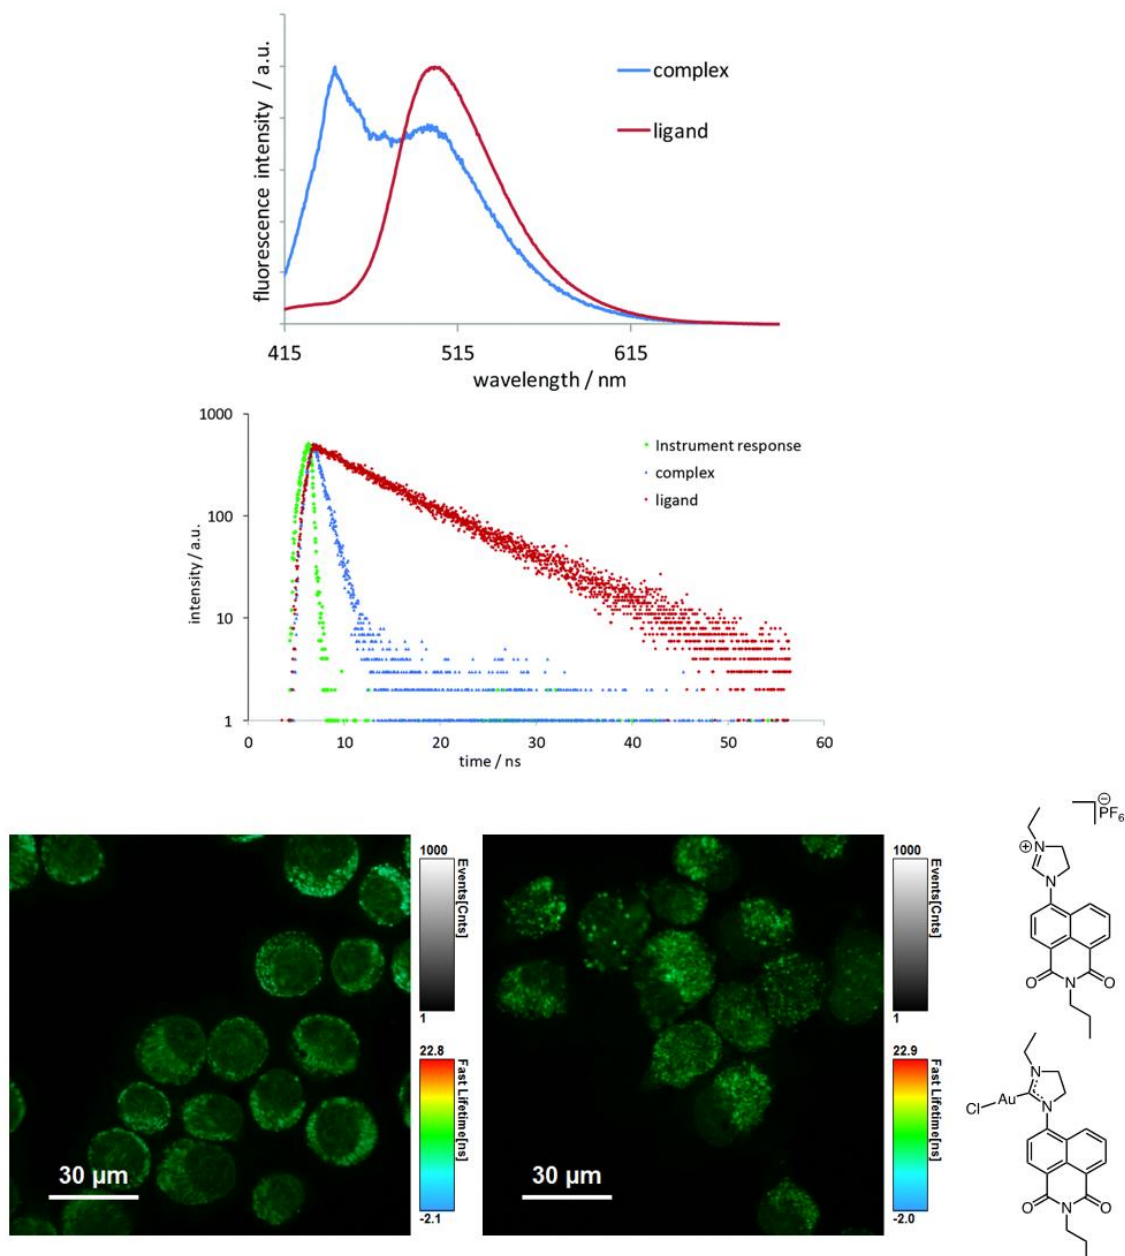 fluorescence intensity / a.u.
complex
ligand
415
515
615
wavelength / nm
1000
100
10
1
intensity / a.u.
Instrument response
complex
ligand
0
10
20
30
40
50
60
time / ns
1000
Events[Cnts]
1
22.8
Fast Lifetime[ns]
-2.1
30 µm
1000
Events[Cnts]
1
22.9
Fast Lifetime[ns]
-2.0
30 µm
⊖
PF6
N
⊕
N
O
N
O
N
Au
Cl
N
O
N
O